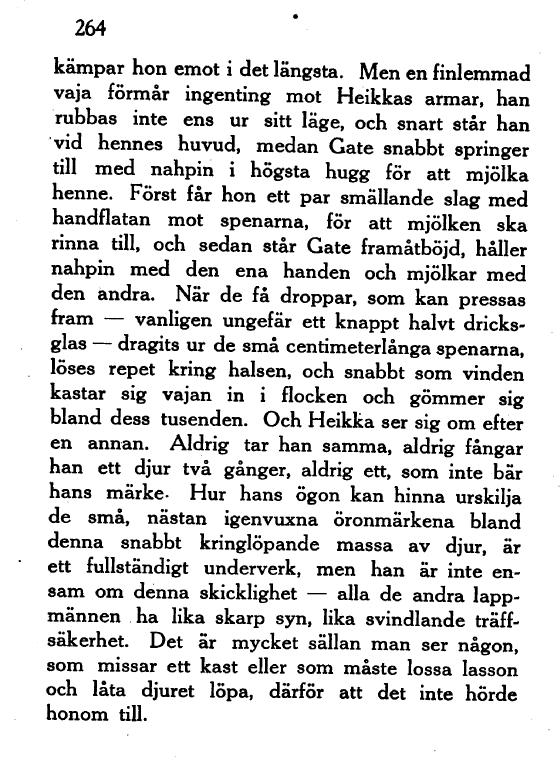 264
kämpar hon emot i det längsta. Men en finlemmad
vaja förmår ingenting mot Heikkas armar, han
rubbas inte ens ur sitt läge, och snart står han
vid hennes huvud, medan Gate snabbt springer
till med nahpin i högsta hugg för att mjölka
henne. Först får hon ett par smällande slag med
handflatan mot spenarna, för att mjölken ska
rinna till, och sedan står Gate framåtböjd, håller
nahpin med den ena handen och mjölkar med
den andra. När de få droppar, som kan pressas
fram — vanligen ungefär ett knappt halvt dricks-
glas — dragits ur de små centimeterlånga spenarna,
löses repet kring halsen, och snabbt som vinden
kastar sig vajan in i flocken och gömmer sig
bland dess tusenden. Och Heikka ser sig om efter
en annan. Aldrig tar han samma, aldrig fångar
han ett djur två gånger, aldrig ett, som inte bär
hans märke. Hur hans ögon kan hinna urskilja
de små, nästan igenvuxna öronmärkena bland
denna snabbt kringlöpande massa av djur, är
ett fullständigt underverk, men han är inte en-
sam om denna skicklighet — alla de andra lapp-
männen ha lika skarp syn, lika svindlande träff-
säkerhet. Det är mycket sällan man ser någon,
som missar ett kast eller som måste lossa lasson
och låta djuret löpa, därför att det inte hörde
honom till.